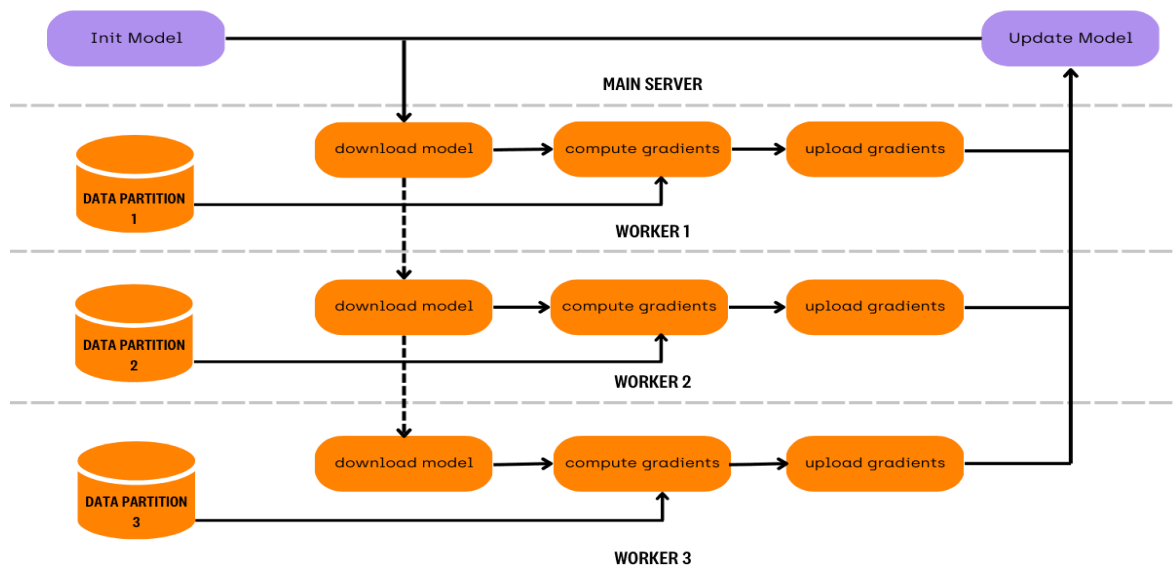 Init Model
Update Model
MAIN SERVER
download model
compute gradients
upload gradients
DATA PARTITION
1
WORKER 1
download model
compute gradients
upload gradients
DATA PARTITION
2
WORKER 2
download model
compute gradients
upload gradients
DATA PARTITION
3
WORKER 3